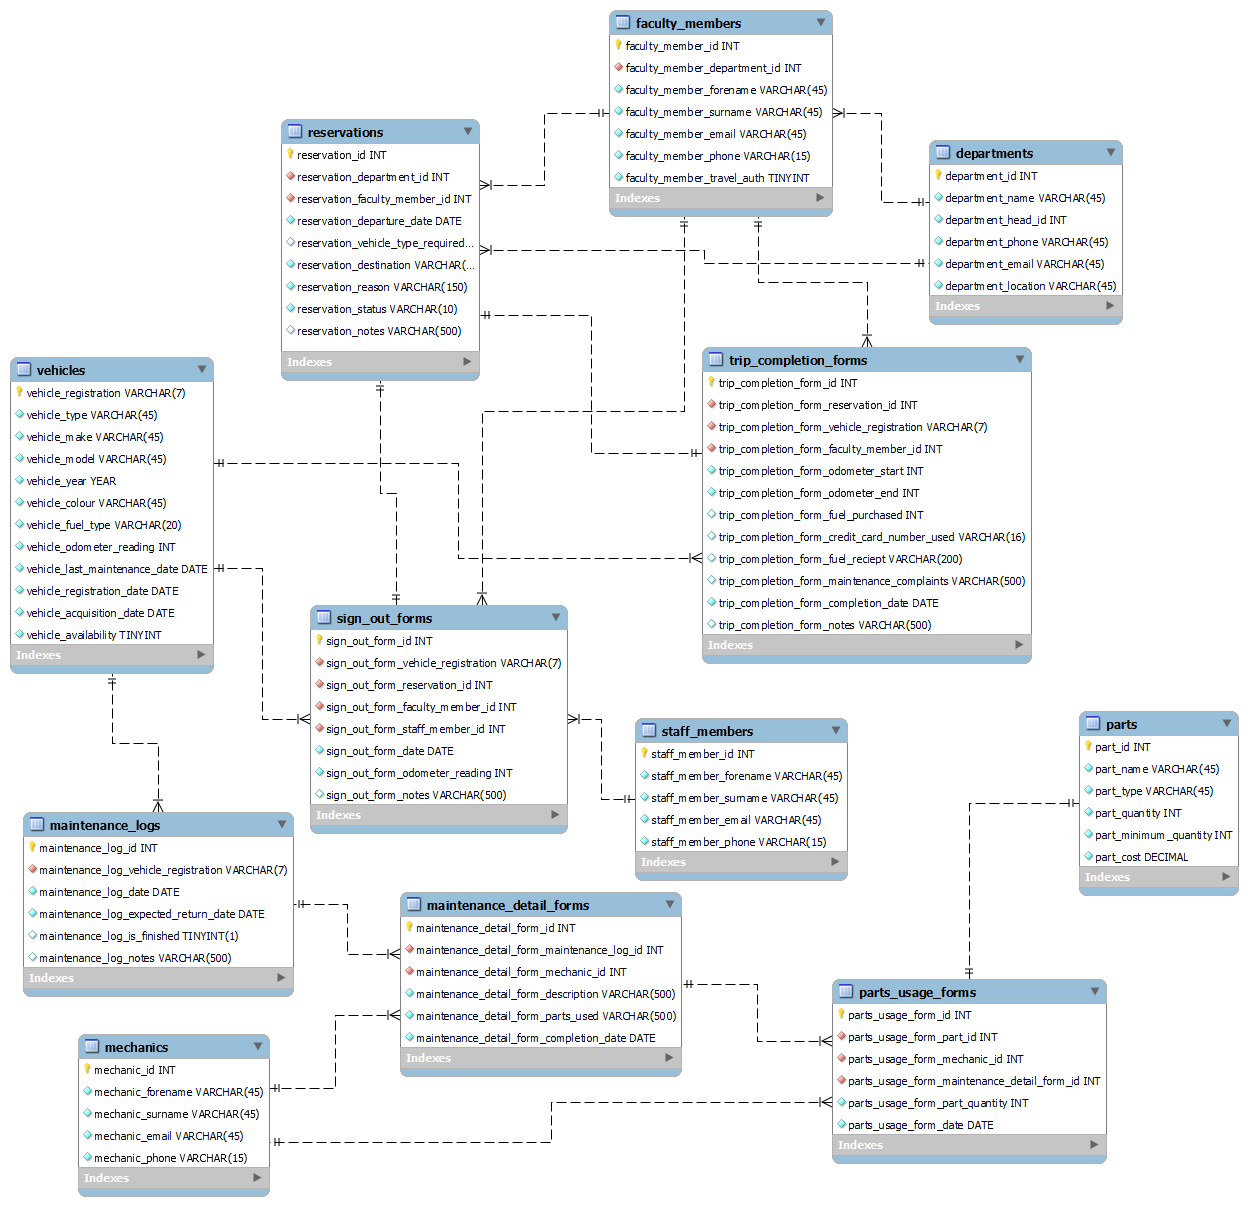 faculty_members
faculty_member_id INT
faculty_member_department_id INT
faculty_member_forename VARCHAR(45)
faculty_member_surname VARCHAR(45)
faculty_member_email VARCHAR(45)
faculty_member_phone VARCHAR(15)
faculty_member_travel_auth TINYINT
Indexes
reservations
reservation_id INT
reservation_department_id INT
reservation_faculty_member_id INT
reservation_departure_date DATE
reservation_vehicle_type_required...
reservation_destination VARCHAR(...
reservation_reason VARCHAR(150)
reservation_status VARCHAR(10)
reservation_notes VARCHAR(500)
Indexes
departments
department_id INT
department_name VARCHAR(45)
department_head_id INT
department_phone VARCHAR(45)
department_email VARCHAR(45)
department_location VARCHAR(45)
Indexes
vehicles
vehicle_registration VARCHAR(7)
vehicle_type VARCHAR(45)
vehicle_make VARCHAR(45)
vehicle_model VARCHAR(45)
vehicle_year YEAR
vehicle_colour VARCHAR(45)
vehicle_fuel_type VARCHAR(20)
vehicle_odometer_reading INT
vehicle_last_maintenance_date DATE
vehicle_registration_date DATE
vehicle_acquisition_date DATE
vehicle_availability TINYINT
Indexes
trip_completion_forms
trip_completion_form_id INT
trip_completion_form_reservation_id INT
trip_completion_form_vehicle_registration VARCHAR(7)
trip_completion_form_faculty_member_id INT
trip_completion_form_odometer_start INT
trip_completion_form_odometer_end INT
trip_completion_form_fuel_purchased INT
trip_completion_form_credit_card_number_used VARCHAR(16)
trip_completion_form_fuel_reciept VARCHAR(200)
trip_completion_form_maintenance_complaints VARCHAR(500)
trip_completion_form_completion_date DATE
trip_completion_form_notes VARCHAR(500)
Indexes
sign_out_forms
sign_out_form_id INT
sign_out_form_vehicle_registration VARCHAR(7)
sign_out_form_reservation_id INT
sign_out_form_faculty_member_id INT
sign_out_form_staff_member_id INT
sign_out_form_date DATE
sign_out_form_odometer_reading INT
sign_out_form_notes VARCHAR(500)
Indexes
staff_members
staff_member_id INT
staff_member_forename VARCHAR(45)
staff_member_surname VARCHAR(45)
staff_member_email VARCHAR(45)
staff_member_phone VARCHAR(15)
Indexes
parts
part_id INT
part_name VARCHAR(45)
part_type VARCHAR(45)
part_quantity INT
part_minimum_quantity INT
part_cost DECIMAL
Indexes
maintenance_logs
maintenance_log_id INT
maintenance_log_vehicle_registration VARCHAR(7)
maintenance_log_date DATE
maintenance_log_expected_return_date DATE
maintenance_log_is_finished TINYINT(1)
maintenance_log_notes VARCHAR(500)
Indexes
maintenance_detail_forms
maintenance_detail_form_id INT
maintenance_detail_form_maintenance_log_id INT
maintenance_detail_form_mechanic_id INT
maintenance_detail_form_description VARCHAR(500)
maintenance_detail_form_parts_used VARCHAR(500)
maintenance_detail_form_completion_date DATE
Indexes
parts_usage_forms
parts_usage_form_id INT
parts_usage_form_part_id INT
parts_usage_form_mechanic_id INT
parts_usage_form_maintenance_detail_form_id INT
parts_usage_form_part_quantity INT
parts_usage_form_date DATE
Indexes
mechanics
mechanic_id INT
mechanic_forename VARCHAR(45)
mechanic_surname VARCHAR(45)
mechanic_email VARCHAR(45)
mechanic_phone VARCHAR(15)
Indexes